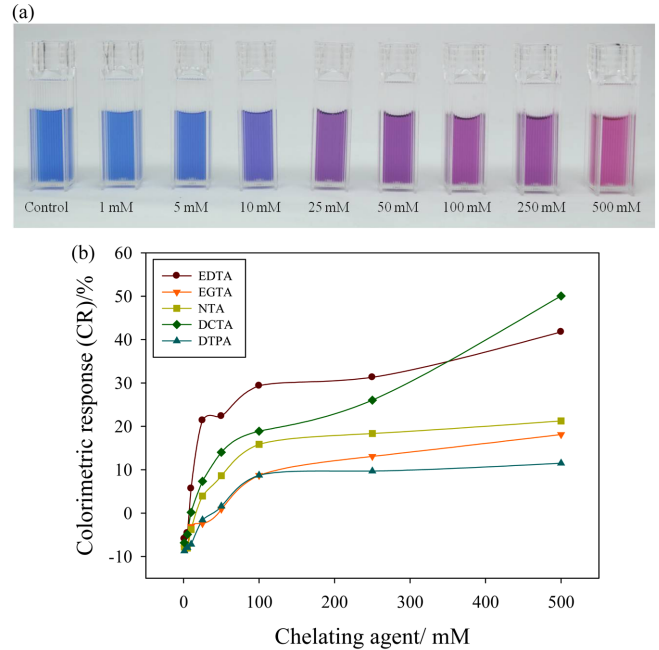 (a)
Control 1 mM 5 mM 10 mM 25 mM 50 mM 100 mM 250 mM 500 mM
(b)
60
50
40
30
20
10
0
-10
EDTA
EGTA
NTA
DCTA
DTPA
Colorimetric response (CR)/%
0 100 200 300 400 500
Chelating agent/ mM